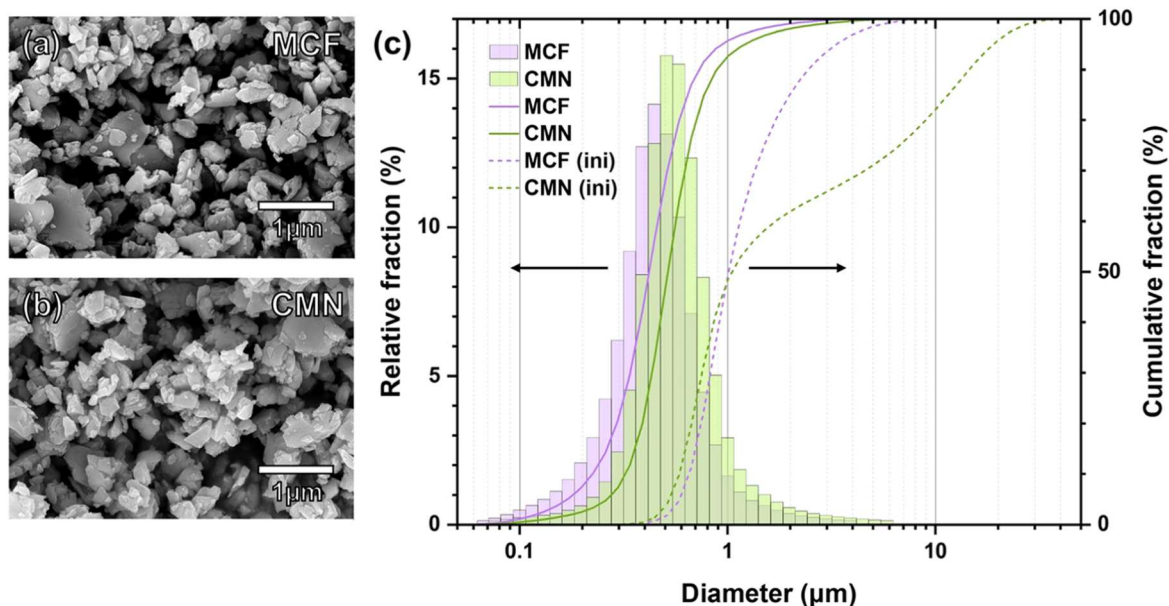 (a)
MCF
1μm
(b)
CMN
1μm
(c)
MCF
CMN
MCF
CMN
MCF (ini)
CMN (ini)
Relative fraction (%)
15
10
5
0
Cumulative fraction (%)
100
50
0
0.1
1
10
Diameter (μm)